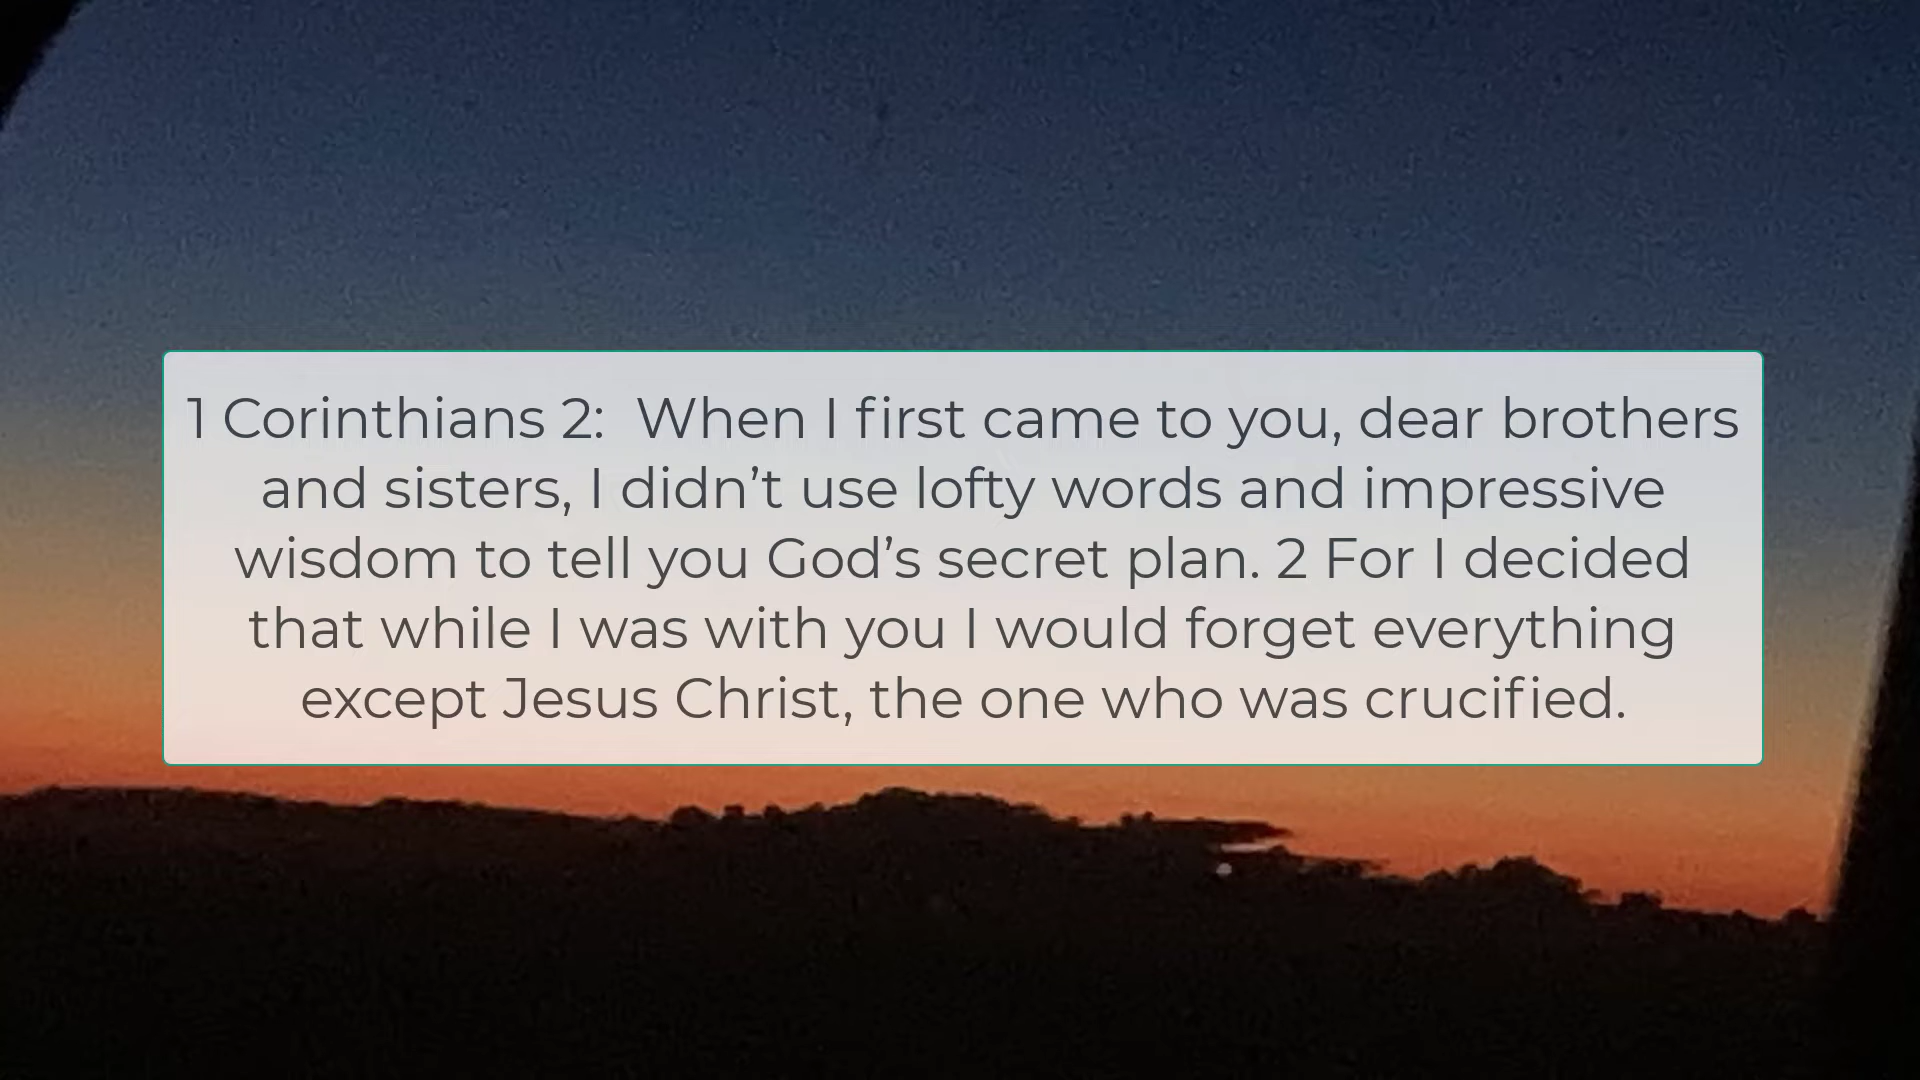 1 Corinthians 2:  When I first came to you, dear brothers
and sisters, I didn’t use lofty words and impressive
wisdom to tell you God’s secret plan. 2 For I decided
that while I was with you I would forget everything
except Jesus Christ, the one who was crucified.